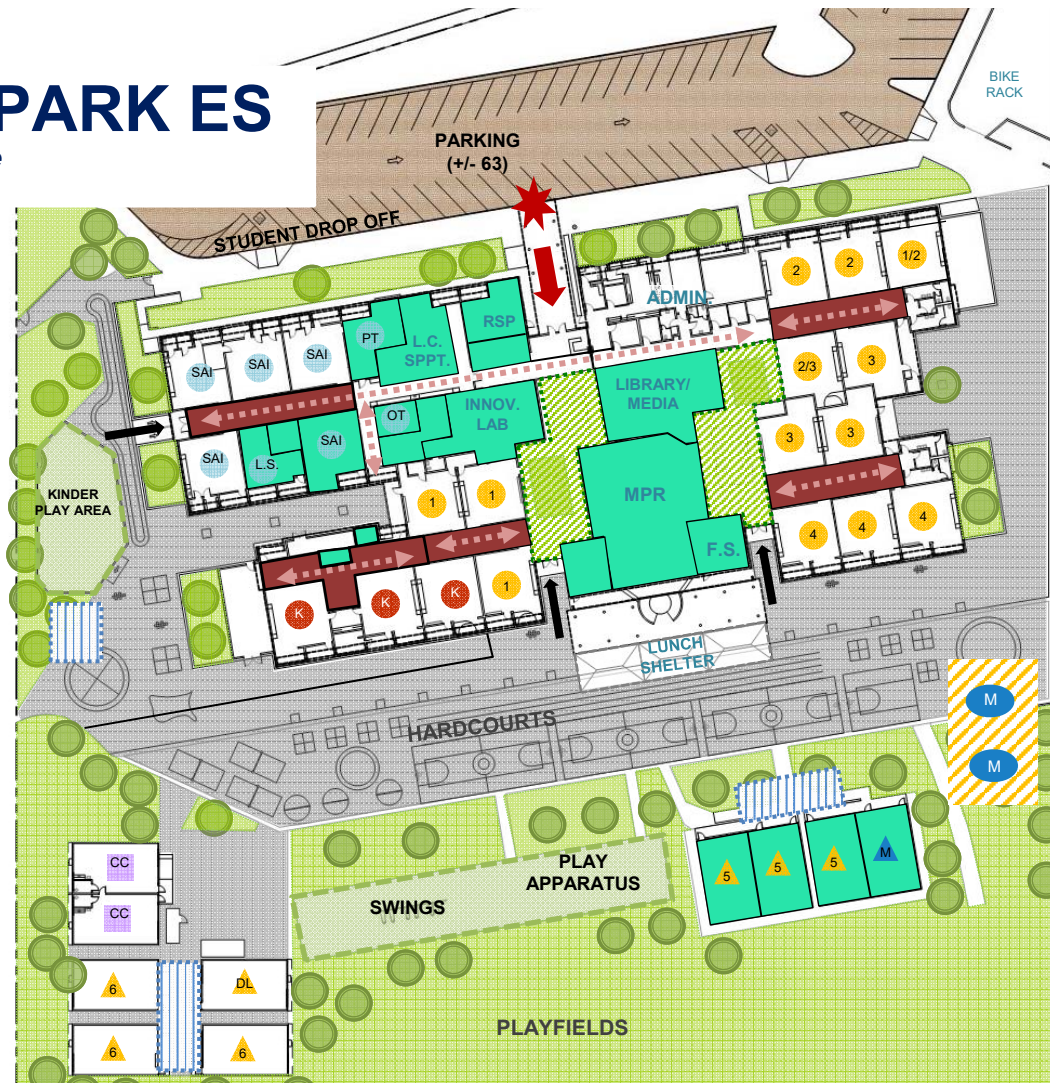 PARK ES
BIKE
RACK
PARKING
(+/- 63)
STUDENT DROP OFF
2
2
1/2
ADMIN.
RSP
PT
L.C.
SPPT.
SAI
SAI
SAI
2/3
3
LIBRARY/
MEDIA
INNOV.
LAB
OT
SAI
SAI
L.S.
3
3
KINDER
PLAY AREA
MPR
1
1
4
4
4
F.S.
K
K
K
1
LUNCH
SHELTER
M
M
HARDCOURTS
PLAY
APPARATUS
SWINGS
5
5
5
M
CC
CC
6
DL
6
6
PLAYFIELDS